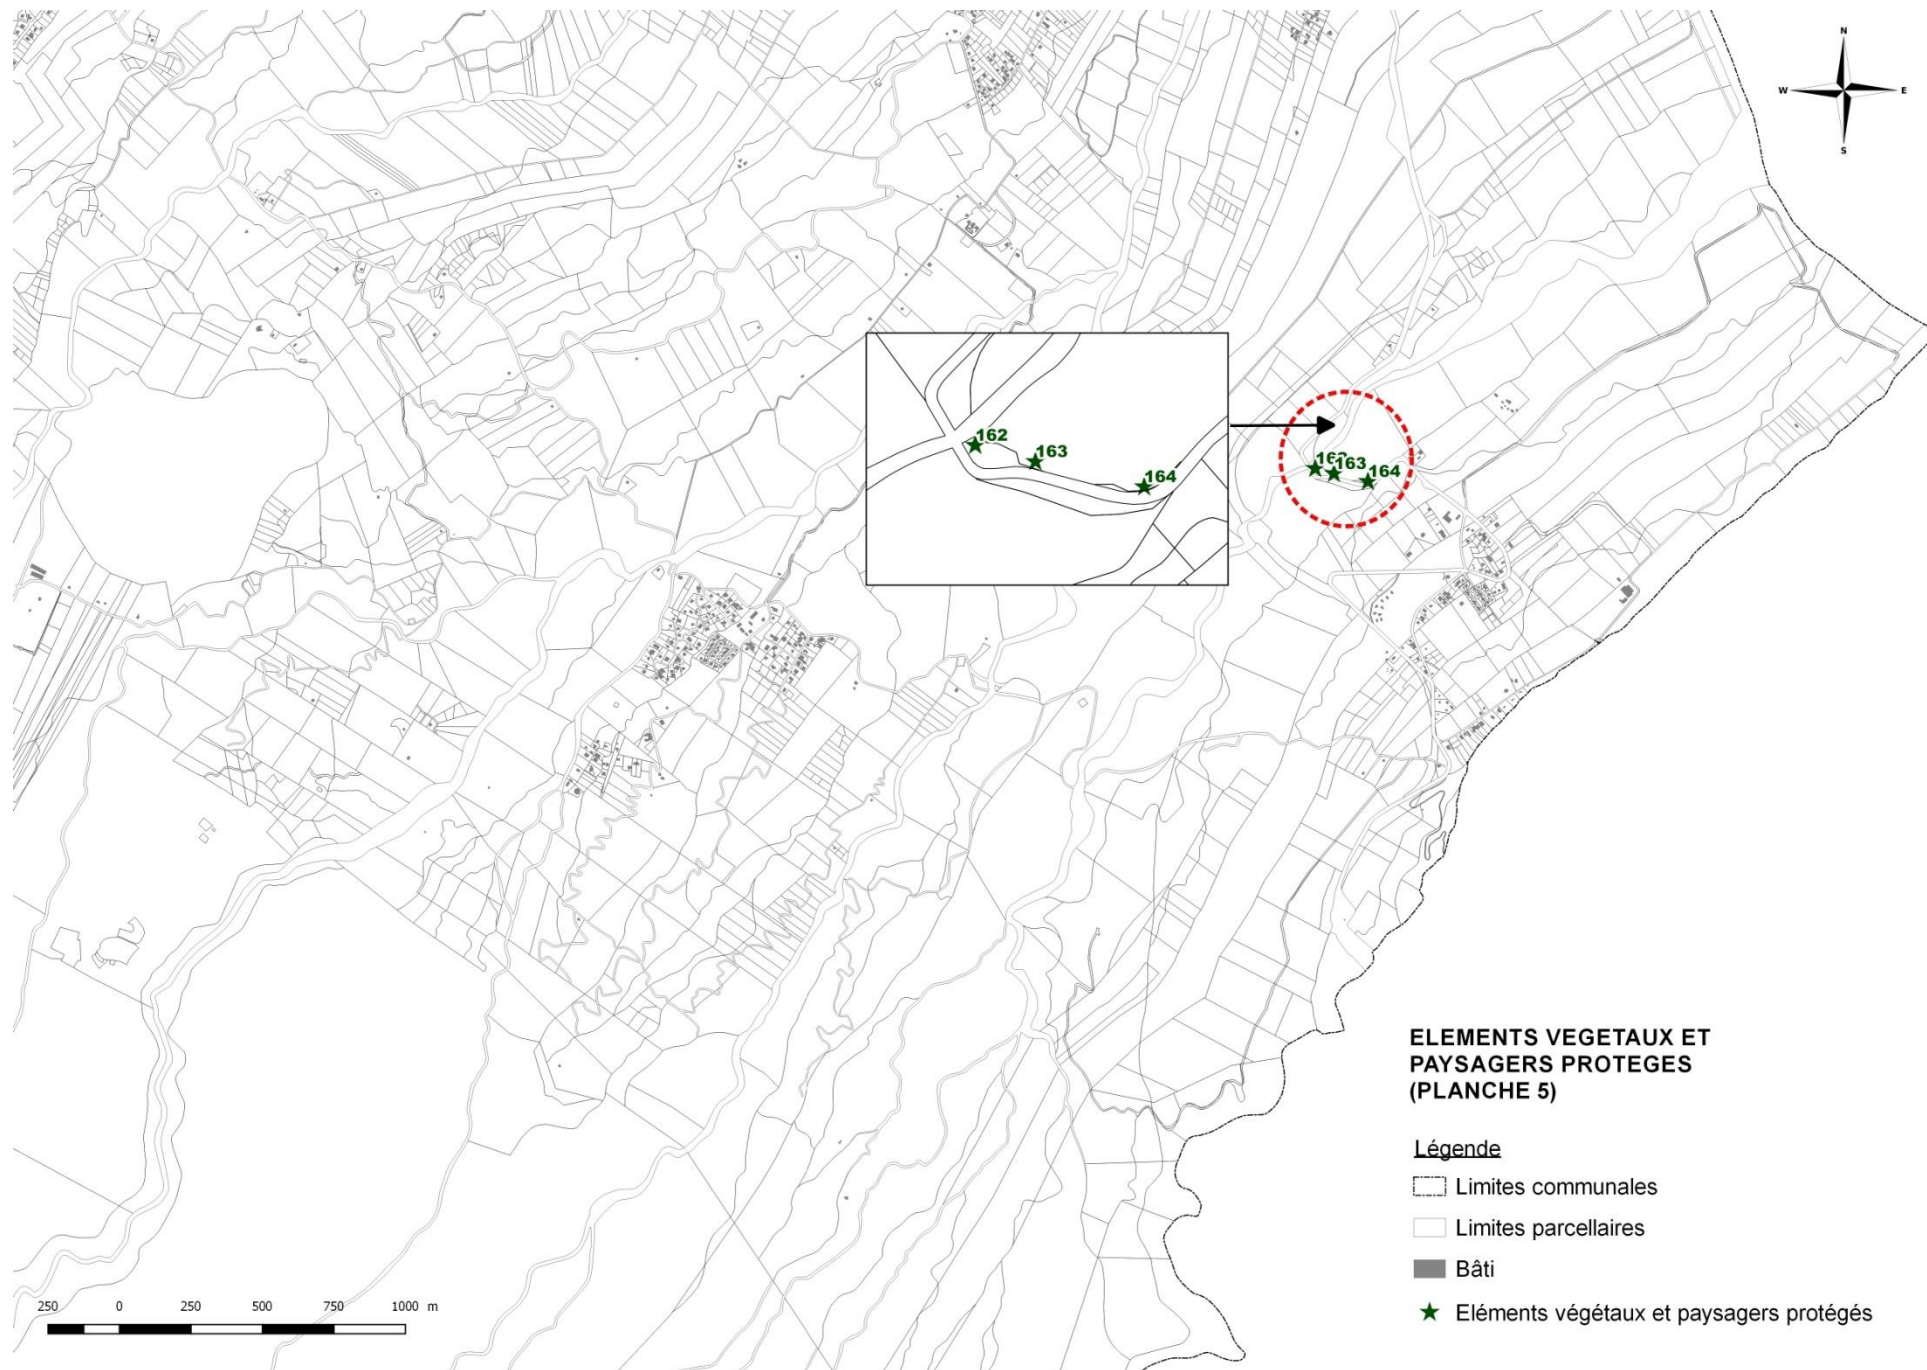 N
W E
S
162
163
164
162
163
164
ELEMENTS VEGETAUX ET
PAYSAGERS PROTEGES
(PLANCHE 5)
Légende
Limites communales
Limites parcellaires
Bâti
Eléments végétaux et paysagers protégés
250 0 250 500 750 1000 m